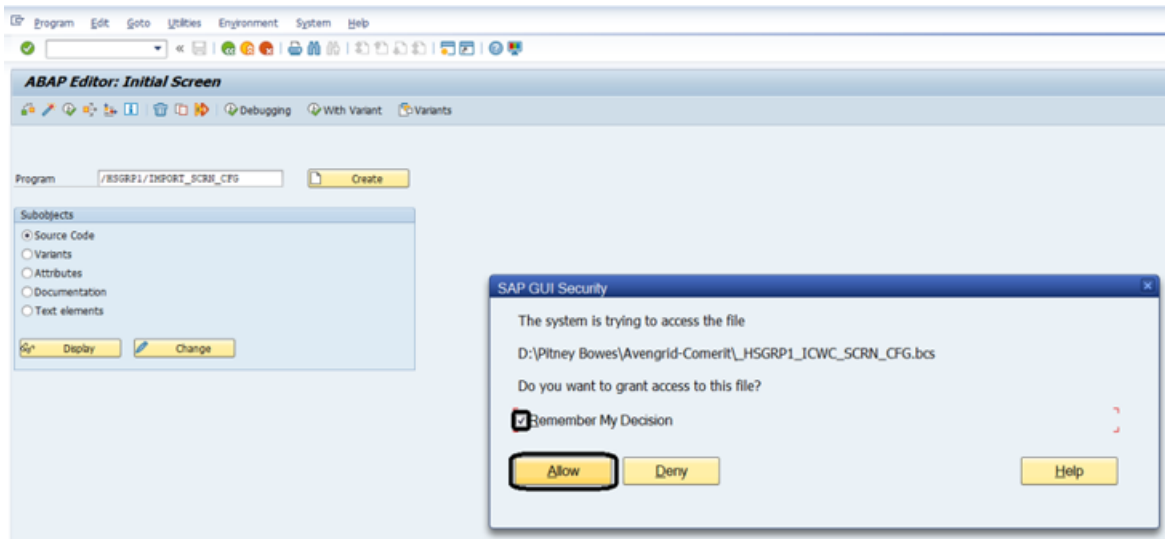 Program Edit Goto Utilities Environment System Help
ABAP Editor: Initial Screen
Debugging With Variant Variants
Program /HSGRP1/IMPORT_SCRN_CFG Create
Subobjects
Source Code
Variants
Attributes
Documentation
Text elements
Display Change
SAP GUI Security
The system is trying to access the file
D:\Pitney Bowes\Avengrid-Comerit\_HSGRP1_ICWC_SCRN_CFG.bcs
Do you want to grant access to this file?
Remember My Decision
Allow Deny Help